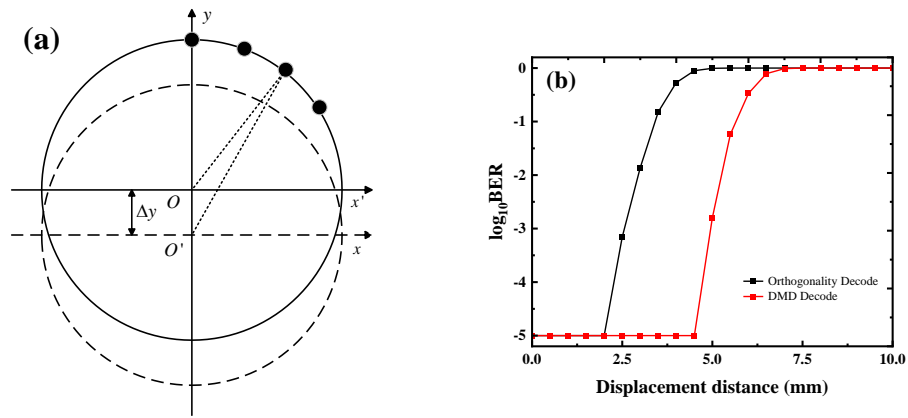 (a)
y
O
x'
Δy
O'
x
(b)
0
-1
-2
-3
-4
-5
log₁₀BER
Orthogonality Decode
DMD Decode
0.0 2.5 5.0 7.5 10.0
Displacement distance (mm)